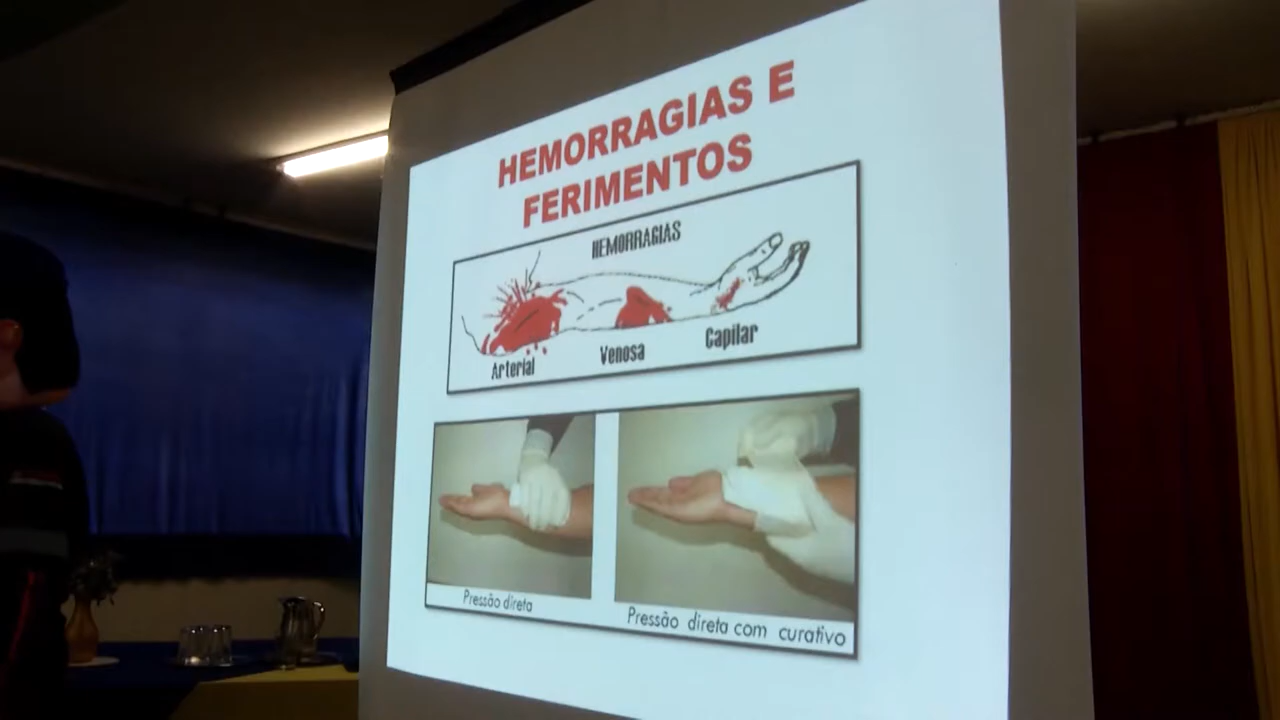 HEMORRAGIAS E
FERIMENTOS
HEMORRAGIAS
Arterial
Venosa
Capilar
Pressão direta
Pressão direta com curativo